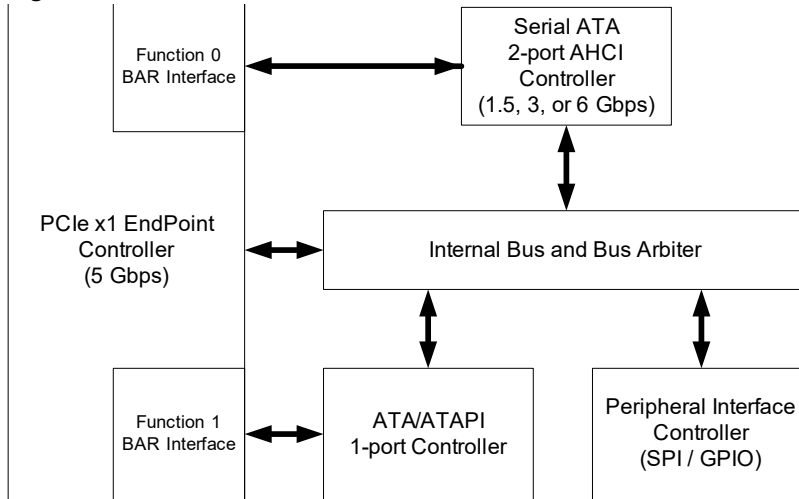 Function 0
BAR Interface
Serial ATA
2-port AHCI
Controller
(1.5, 3, or 6 Gbps)
PCIe x1 EndPoint
Controller
(5 Gbps)
Internal Bus and Bus Arbiter
Function 1
BAR Interface
ATA/ATAPI
1-port Controller
Peripheral Interface
Controller
(SPI / GPIO)